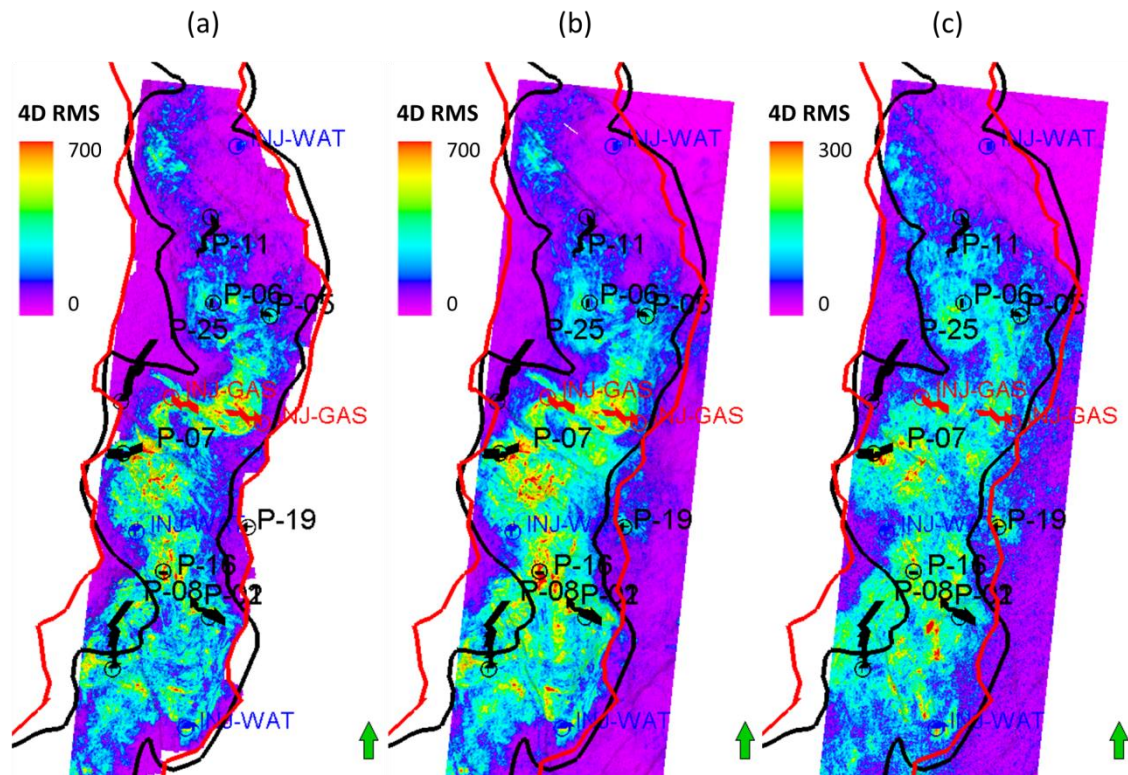 (a)
(b)
(c)
4D RMS
700
0
INJ-WAT
P-11
P-06
P-05
P-25
INJ-GAS
INJ-GAS
P-07
INJ-WAT
P-19
P-16
P-08
INJ-WAT
4D RMS
700
0
INJ-WAT
P-11
P-06
P-05
P-25
INJ-GAS
INJ-GAS
P-07
INJ-WAT
P-19
P-16
P-08
INJ-WAT
4D RMS
300
0
INJ-WAT
P-11
P-06
P-05
P-25
INJ-GAS
INJ-GAS
P-07
INJ-WAT
P-19
P-16
P-08
INJ-WAT